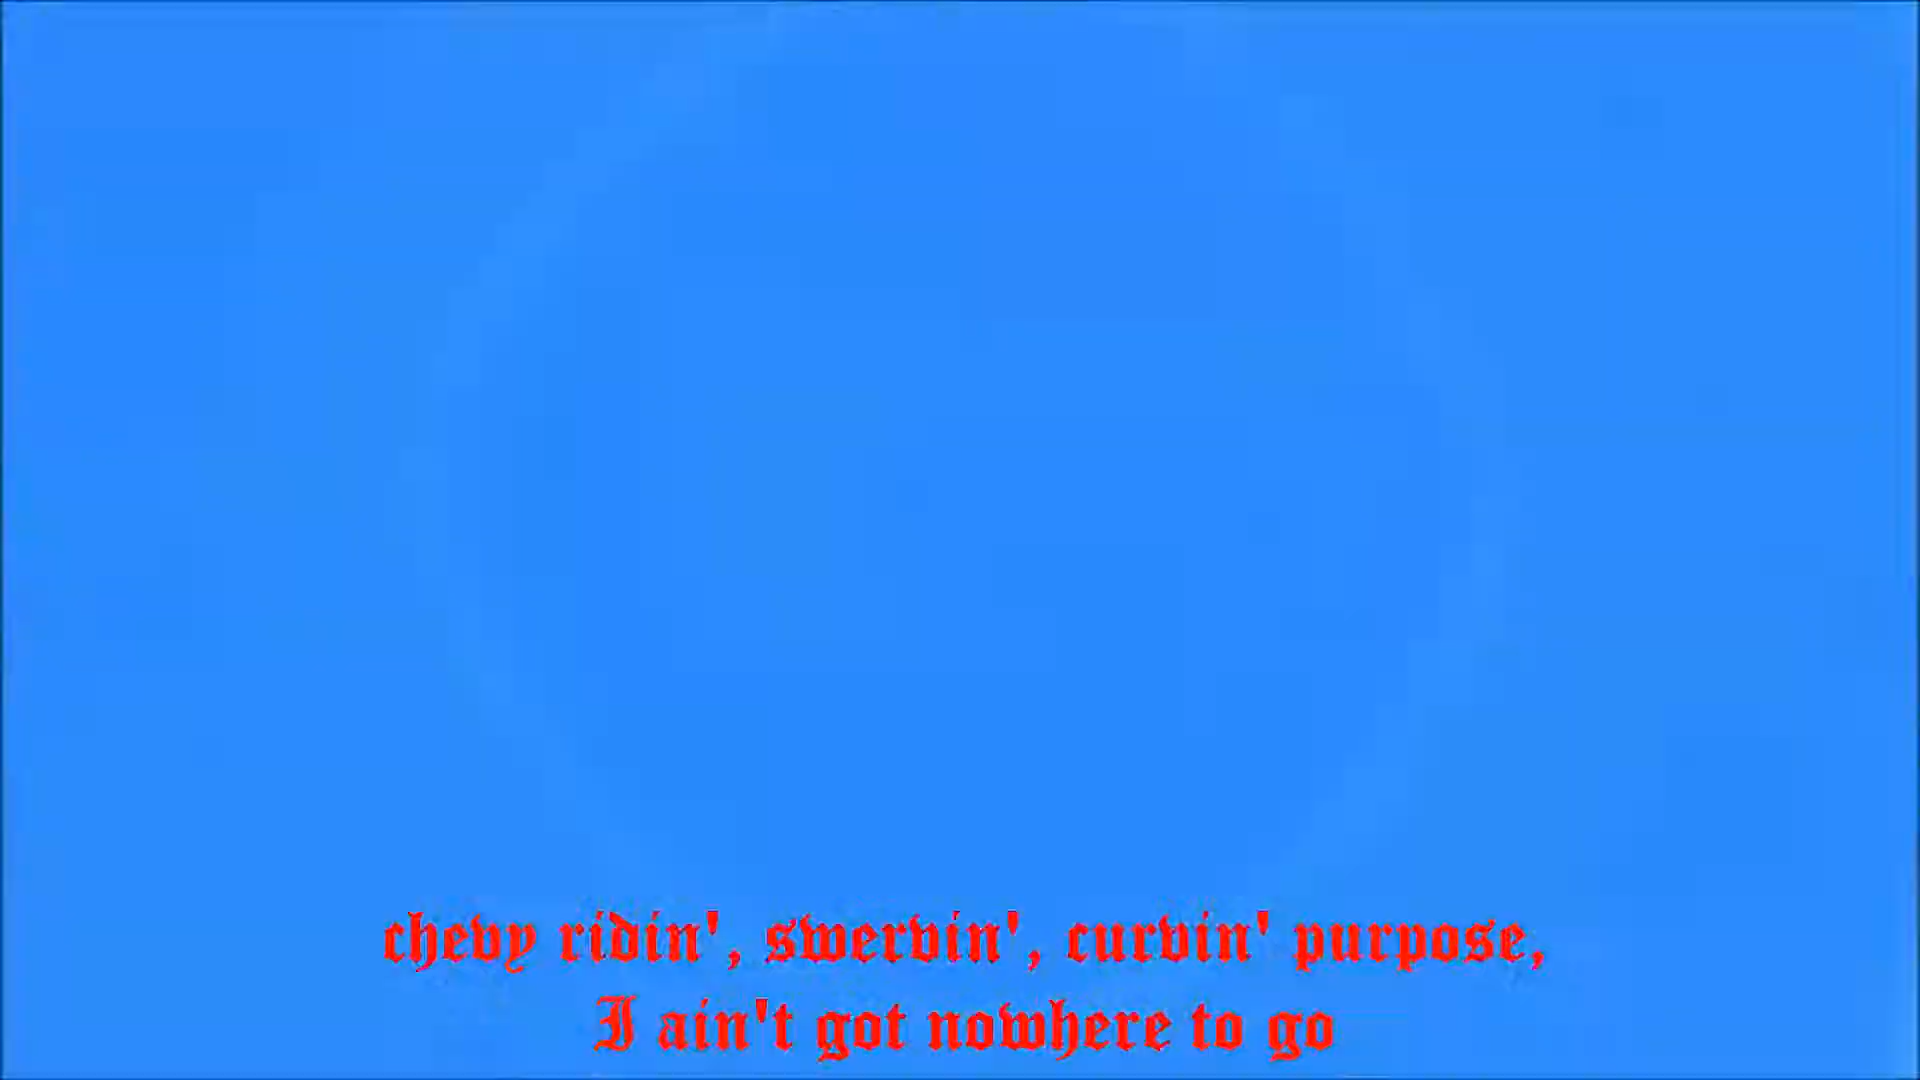 chevy ridin', swervin', curvin' purpose,
I ain't got nowhere to go